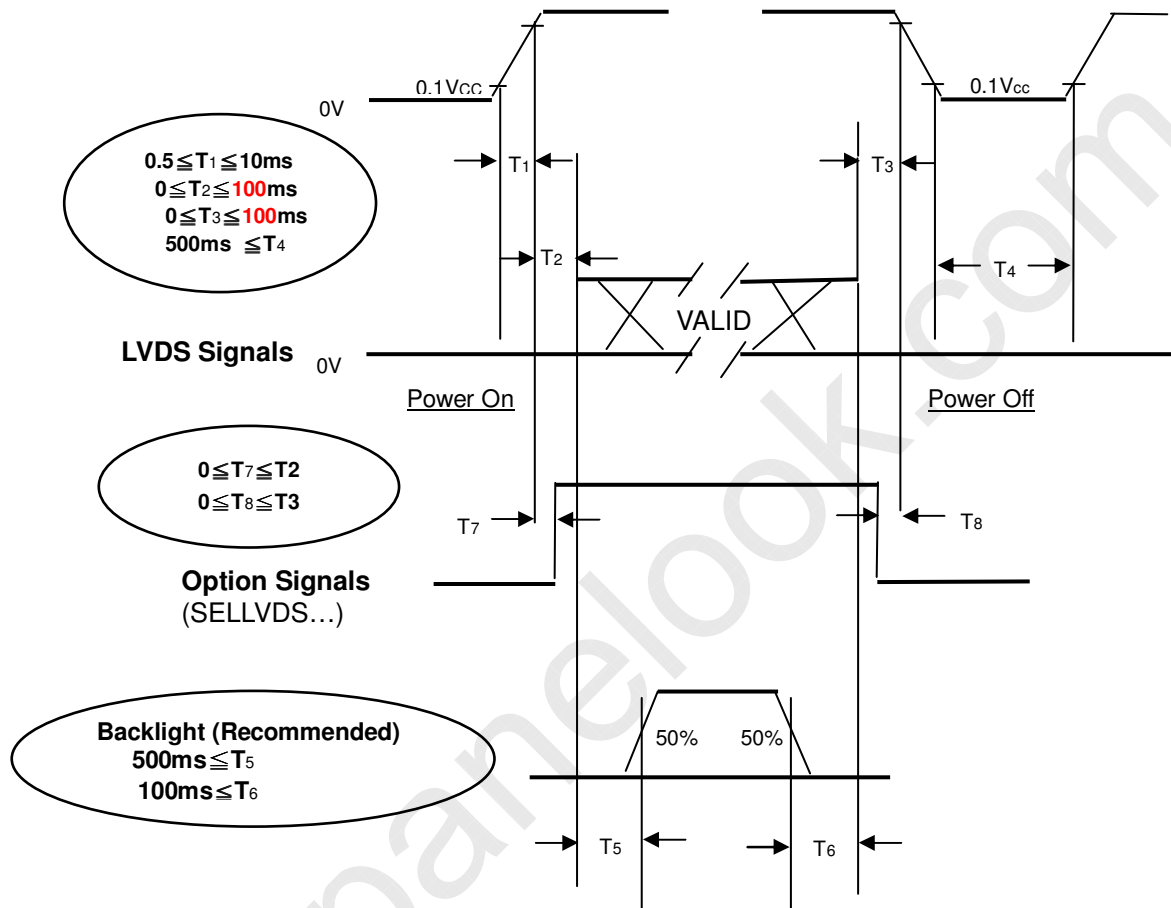 0.1Vcc
0.1Vcc
0V
0.5≦T1≦10ms
0≦T2≦100ms
0≦T3≦100ms
500ms ≦T4
T1
T3
T2
T4
VALID
LVDS Signals
0V
Power On
Power Off
0≦T7≦T2
0≦T8≦T3
T7
T8
Option Signals
(SELLVDS…)
Backlight (Recommended)
500ms≦T5
100ms≤T6
50%
50%
T5
T6
panelook.com